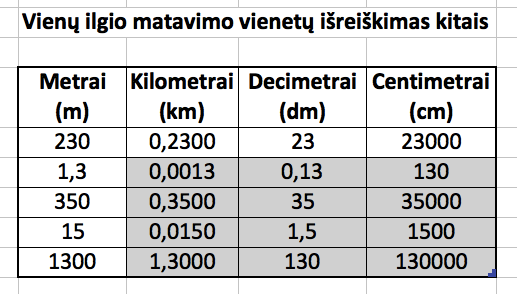 Vienų ilgio matavimo vienetų išreiškimas kitais
Metrai (m) Kilometrai (km) Decimetrai (dm) Centimetrai (cm)
230 0,2300 23 23000
1,3 0,0013 0,13 130
350 0,3500 35 35000
15 0,0150 1,5 1500
1300 1,3000 130 130000